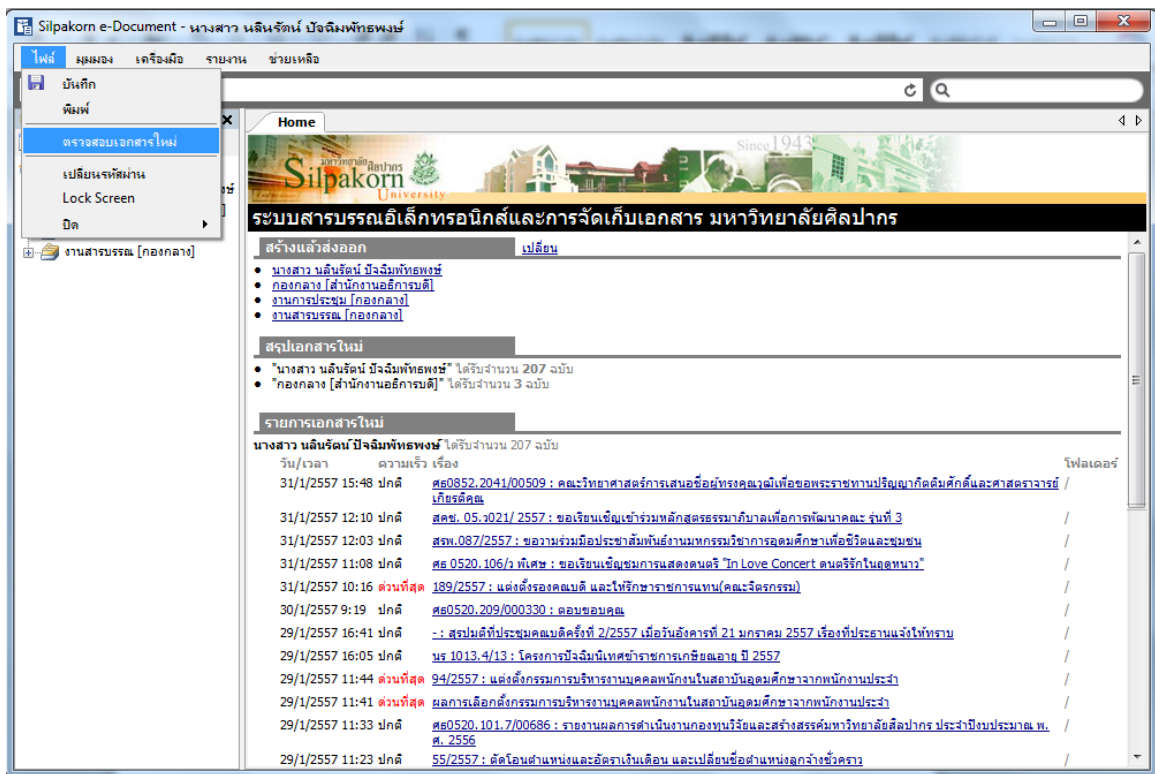 Silpakorn e-Document - นางสาว นลินรัตน์ ปัจฉิมพัทธพงษ์
ไฟล์ มุมมอง เครื่องมือ รายงาน ช่วยเหลือ
บันทึก
พิมพ์
ตรวจสอบเอกสารใหม่
เปลี่ยนรหัสผ่าน
Lock Screen
ปิด
งานสารบรรณ [กองกลาง]
Home
Since 1943
มหาวิทยาลัยศิลปากร
Silpakorn
University
ระบบสารบรรณอิเล็กทรอนิกส์และการจัดเก็บเอกสาร มหาวิทยาลัยศิลปากร
สร้างแล้วส่งออก เปลี่ยน
นางสาว นลินรัตน์ ปัจฉิมพัทธพงษ์
กองกลาง [สำนักงานอธิการบดี]
งานการประชุม [กองกลาง]
งานสารบรรณ [กองกลาง]
สรุปเอกสารใหม่
"นางสาว นลินรัตน์ ปัจฉิมพัทธพงษ์" ได้รับจำนวน 207 ฉบับ
"กองกลาง [สำนักงานอธิการบดี]" ได้รับจำนวน 3 ฉบับ
รายการเอกสารใหม่
นางสาว นลินรัตน์ ปัจฉิมพัทธพงษ์ ได้รับจำนวน 207 ฉบับ
วัน/เวลา ความเร็ว เรื่อง โฟลเดอร์
31/1/2557 15:48 ปกติ ศธ0852.2041/00509 : คณะวิทยาศาสตร์การเสนอชื่อผู้ทรงคุณวุฒิเพื่อขอพระราชทานปริญญากิตติมศักดิ์และศาสตราจารย์ /
เกียรติคุณ
31/1/2557 12:10 ปกติ สคช. 05.ว021/ 2557 : ขอเรียนเชิญเข้าร่วมหลักสูตรธรรมาภิบาลเพื่อการพัฒนาคณะ รุ่นที่ 3 /
31/1/2557 12:03 ปกติ สรพ.087/2557 : ขอวามร่วมมือประชาสัมพันธ์งานมหกรรมวิชาการอุดมศึกษาเพื่อชีวิตและชุมชน /
31/1/2557 11:08 ปกติ ศธ 0520.106/ว พิเศษ : ขอเรียนเชิญชมการแสดงดนตรี "In Love Concert ดนตรีรักในฤดูหนาว" /
31/1/2557 10:16 ด่วนที่สุด 189/2557 : แต่งตั้งรองคณบดี และให้รักษาราชการแทน(คณะจิตรกรรม) /
30/1/2557 9:19 ปกติ ศธ0520.209/000330 : ตอบขอบคุณ /
29/1/2557 16:41 ปกติ - : สรุปมติที่ประชุมคณบดีครั้งที่ 2/2557 เมื่อวันอังคารที่ 21 มกราคม 2557 เรื่องที่ประธานแจ้งให้ทราบ /
29/1/2557 16:05 ปกติ นร 1013.4/13 : โครงการปัจฉิมนิเทศข้าราชการเกษียณอายุ ปี 2557 /
29/1/2557 11:44 ด่วนที่สุด 94/2557 : แต่งตั้งกรรมการบริหารงานบุคคลพนักงานในสถาบันอุดมศึกษาจากพนักงานประจำ /
29/1/2557 11:41 ด่วนที่สุด ผลการเลือกตั้งกรรมการบริหารงานบุคคลพนักงานในสถาบันอุดมศึกษาจากพนักงานประจำ /
29/1/2557 11:33 ปกติ ศธ0520.101.7/00686 : รายงานผลการดำเนินงานกองทุนวิจัยและสร้างสรรค์มหาวิทยาลัยศิลปากร ประจำปีงบประมาณ พ. /
ศ. 2556
29/1/2557 11:23 ปกติ 55/2557 : ตัดโอนตำแหน่งและอัตราเงินเดือน และเปลี่ยนชื่อตำแหน่งลูกจ้างชั่วคราว /